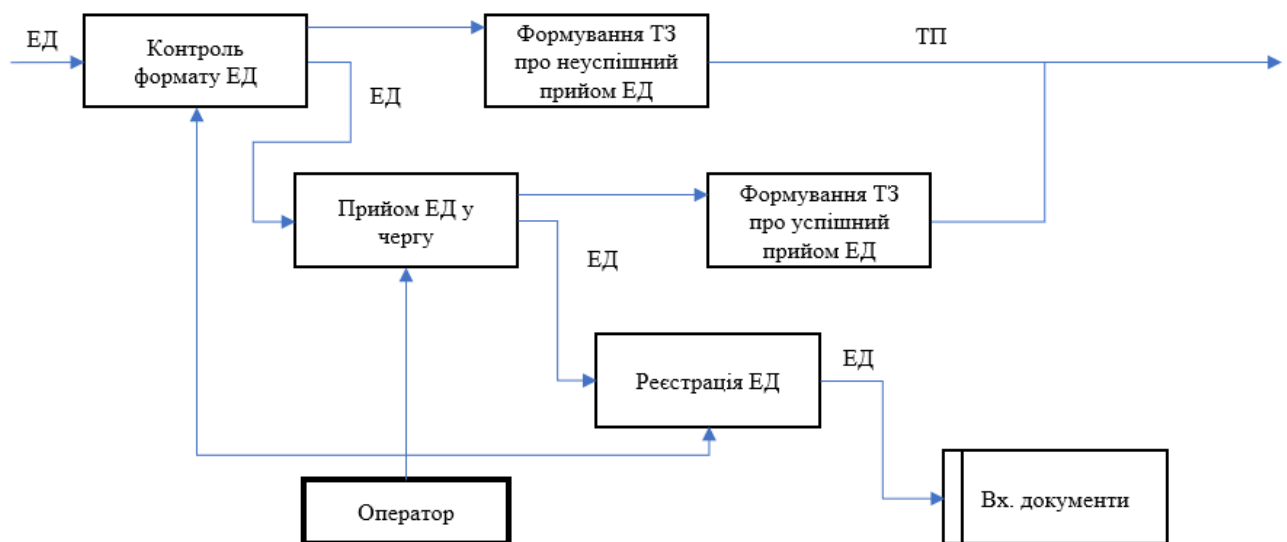 ЕД
Контроль
формату ЕД
Формування ТЗ
про неуспішний
прийом ЕД
ТП
ЕД
Прийом ЕД у
чергу
Формування ТЗ
про успішний
прийом ЕД
ЕД
Реєстрація ЕД
ЕД
Оператор
Вх. документи